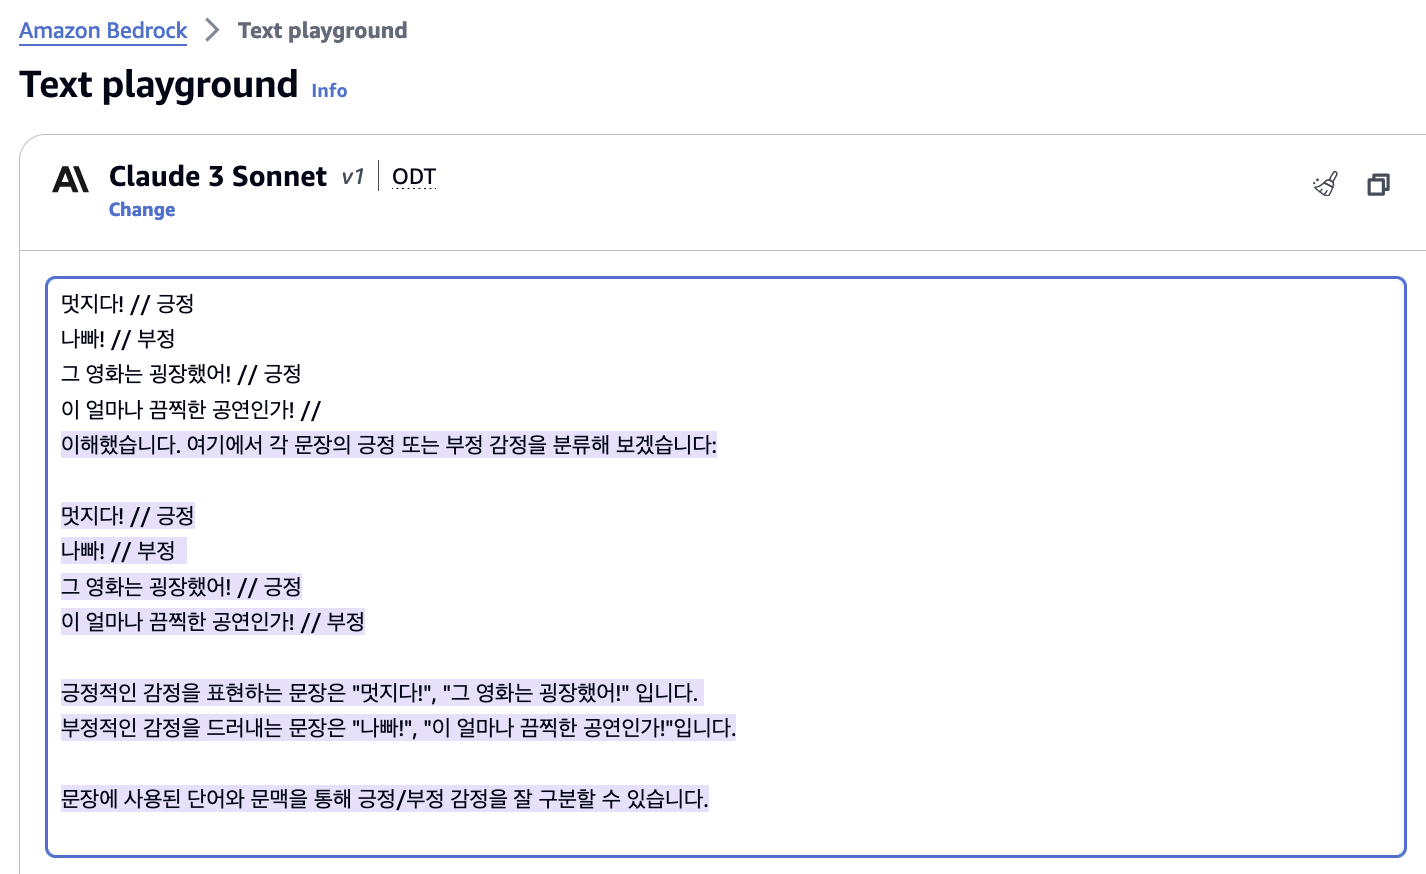 Amazon Bedrock > Text playground
Text playground Info
Claude 3 Sonnet v1 | ODT
Change
멋지다! // 긍정
나빠! // 부정
그 영화는 굉장했어! // 긍정
이 얼마나 끔찍한 공연인가! //
이해했습니다. 여기에서 각 문장의 긍정 또는 부정 감정을 분류해 보겠습니다:
멋지다! // 긍정
나빠! // 부정
그 영화는 굉장했어! // 긍정
이 얼마나 끔찍한 공연인가! // 부정
긍정적인 감정을 표현하는 문장은 "멋지다!", "그 영화는 굉장했어!" 입니다.
부정적인 감정을 드러내는 문장은 "나빠!", "이 얼마나 끔찍한 공연인가!"입니다.
문장에 사용된 단어와 문맥을 통해 긍정/부정 감정을 잘 구분할 수 있습니다.